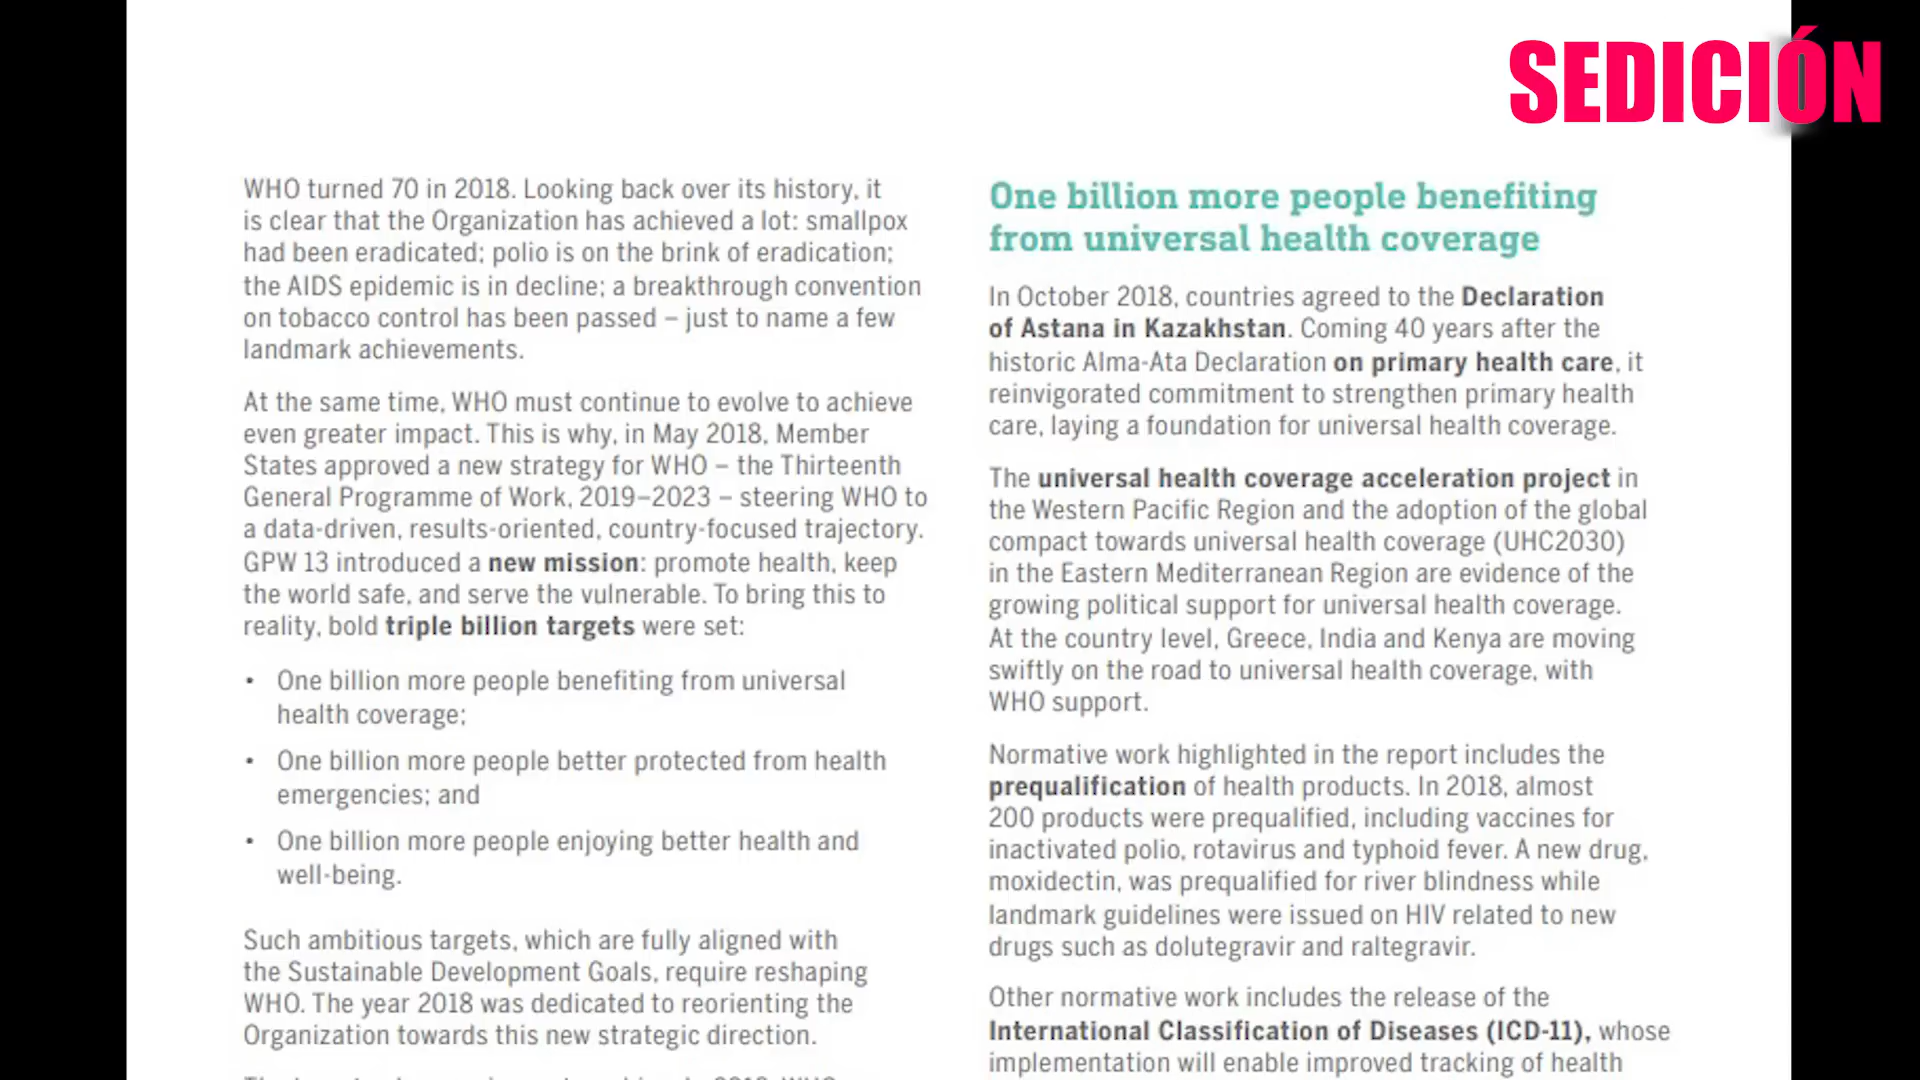 SEDICIÓN
WHO turned 70 in 2018. Looking back over its history, it
is clear that the Organization has achieved a lot: smallpox
had been eradicated; polio is on the brink of eradication;
the AIDS epidemic is in decline; a breakthrough convention
on tobacco control has been passed – just to name a few
landmark achievements.
At the same time, WHO must continue to evolve to achieve
even greater impact. This is why, in May 2018, Member
States approved a new strategy for WHO – the Thirteenth
General Programme of Work, 2019–2023 – steering WHO to
a data-driven, results-oriented, country-focused trajectory.
GPW 13 introduced a new mission: promote health, keep
the world safe, and serve the vulnerable. To bring this to
reality, bold triple billion targets were set:
• One billion more people benefiting from universal
health coverage;
• One billion more people better protected from health
emergencies; and
• One billion more people enjoying better health and
well-being.
Such ambitious targets, which are fully aligned with
the Sustainable Development Goals, require reshaping
WHO. The year 2018 was dedicated to reorienting the
Organization towards this new strategic direction.
One billion more people benefiting
from universal health coverage
In October 2018, countries agreed to the Declaration
of Astana in Kazakhstan. Coming 40 years after the
historic Alma-Ata Declaration on primary health care, it
reinvigorated commitment to strengthen primary health
care, laying a foundation for universal health coverage.
The universal health coverage acceleration project in
the Western Pacific Region and the adoption of the global
compact towards universal health coverage (UHC2030)
in the Eastern Mediterranean Region are evidence of the
growing political support for universal health coverage.
At the country level, Greece, India and Kenya are moving
swiftly on the road to universal health coverage, with
WHO support.
Normative work highlighted in the report includes the
prequalification of health products. In 2018, almost
200 products were prequalified, including vaccines for
inactivated polio, rotavirus and typhoid fever. A new drug,
moxidectin, was prequalified for river blindness while
landmark guidelines were issued on HIV related to new
drugs such as dolutegravir and raltegravir.
Other normative work includes the release of the
International Classification of Diseases (ICD-11), whose
implementation will enable improved tracking of health